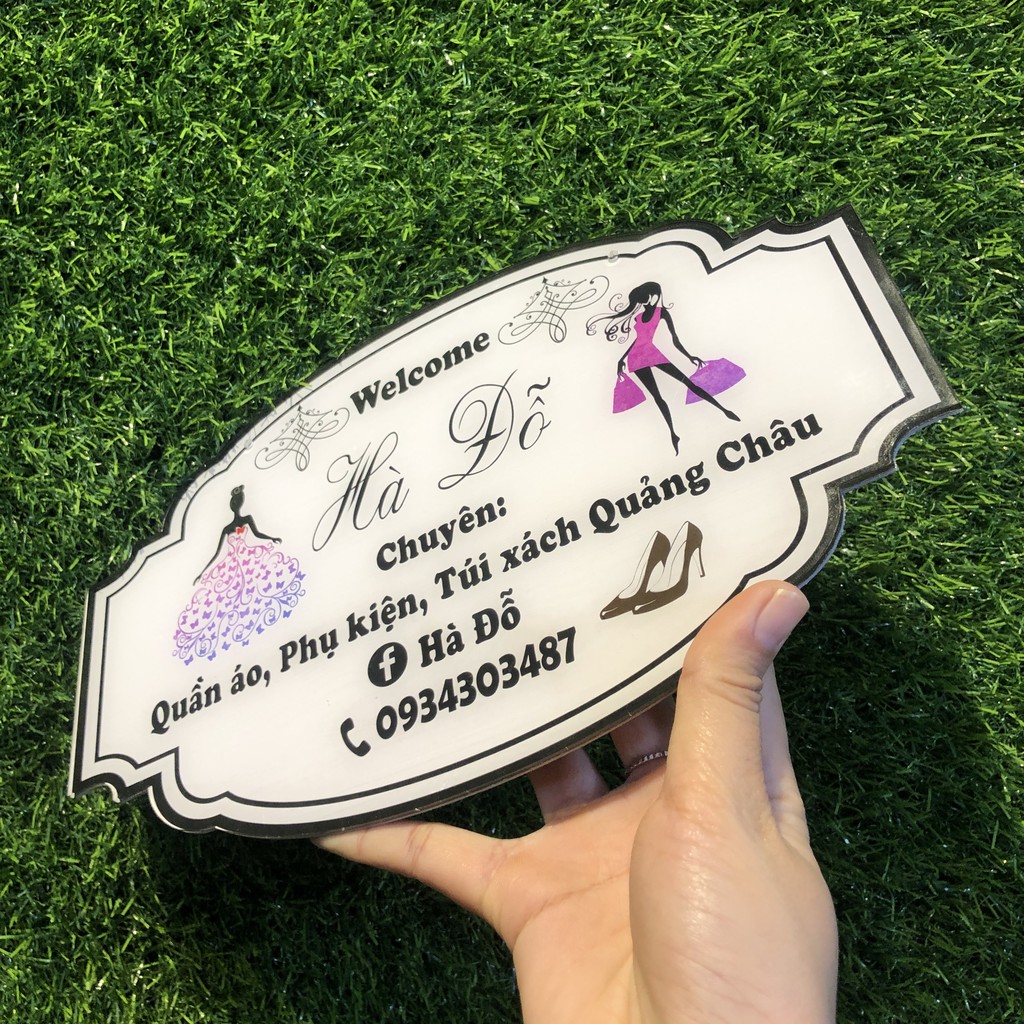 Welcome
Hà Đỗ
Chuyên:
Quần áo, Phụ kiện, Túi xách Quảng Châu
f Hà Đỗ
0934303487